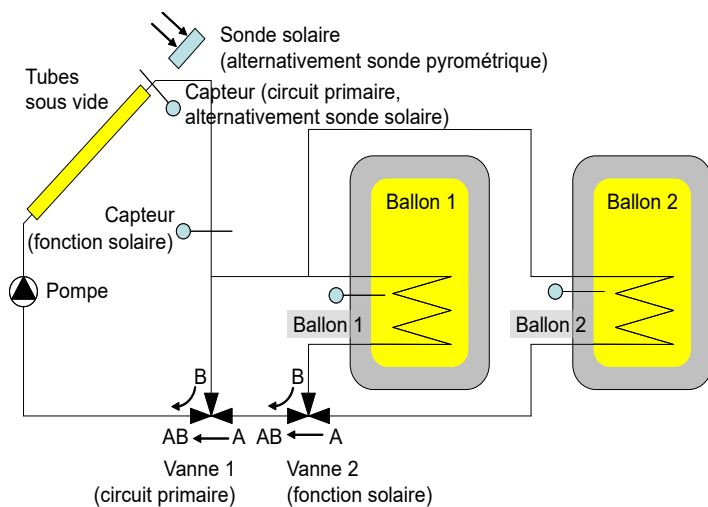 Sonde solaire
(alternativement sonde pyrométrique)
Tubes
sous vide
Capteur (circuit primaire,
alternativement sonde solaire)
Ballon 1
Ballon 2
Capteur
(fonction solaire)
Pompe
Ballon 1
Ballon 2
B
B
AB
A
AB
A
Vanne 1
(circuit primaire)
Vanne 2
(fonction solaire)